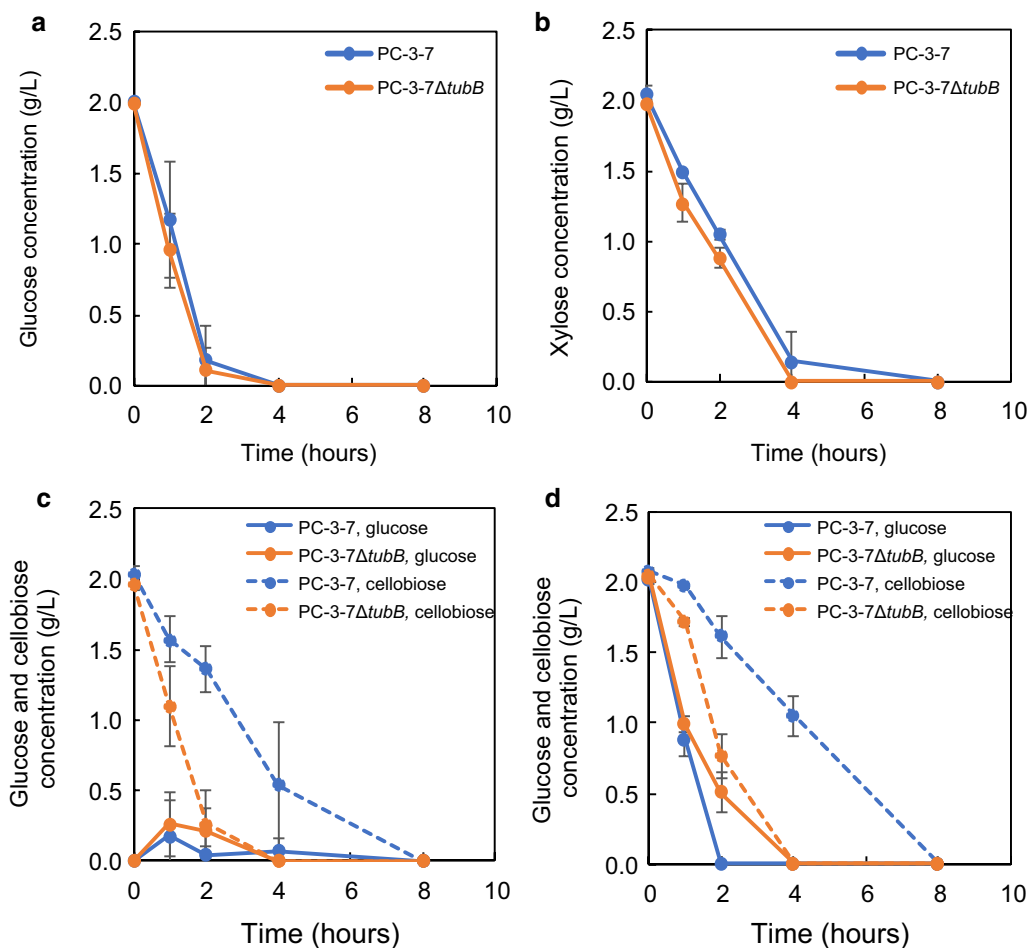 a
2.5
2.0
1.5
1.0
0.5
0.0
0 2 4 6 8 10
Glucose concentration (g/L)
Time (hours)
PC-3-7
PC-3-7ΔtubB
b
2.5
2.0
1.5
1.0
0.5
0.0
0 2 4 6 8 10
Xylose concentration (g/L)
Time (hours)
PC-3-7
PC-3-7ΔtubB
c
2.5
2.0
1.5
1.0
0.5
0.0
0 2 4 6 8 10
Glucose and cellobiose
concentration (g/L)
Time (hours)
PC-3-7, glucose
PC-3-7ΔtubB, glucose
PC-3-7, cellobiose
PC-3-7ΔtubB, cellobiose
d
2.5
2.0
1.5
1.0
0.5
0.0
0 2 4 6 8 10
Glucose and cellobiose
concentration (g/L)
Time (hours)
PC-3-7, glucose
PC-3-7ΔtubB, glucose
PC-3-7, cellobiose
PC-3-7ΔtubB, cellobiose